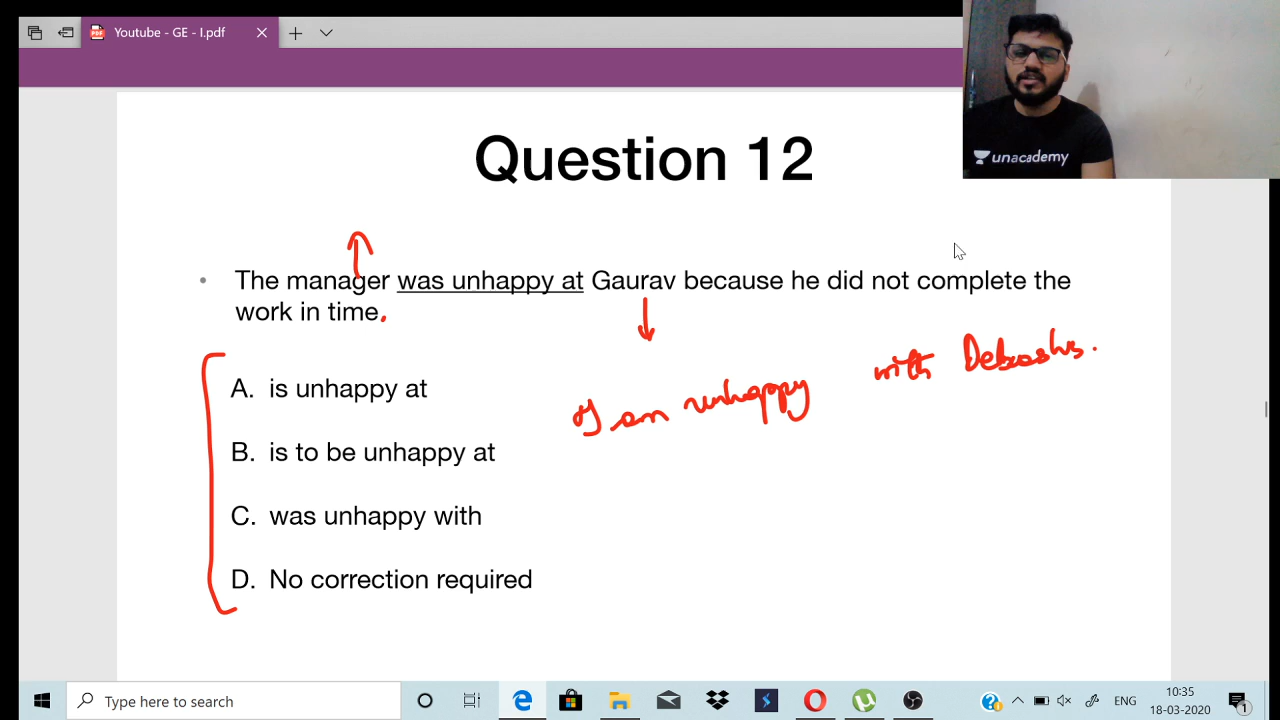 Youtube - GE - I.pdf
unacademy
Question 12
• The manager was unhappy at Gaurav because he did not complete the
work in time.
A. is unhappy at
B. is to be unhappy at
C. was unhappy with
D. No correction required
I am unhappy with
Type here to search
ENG
10:35
18-03-2020
1